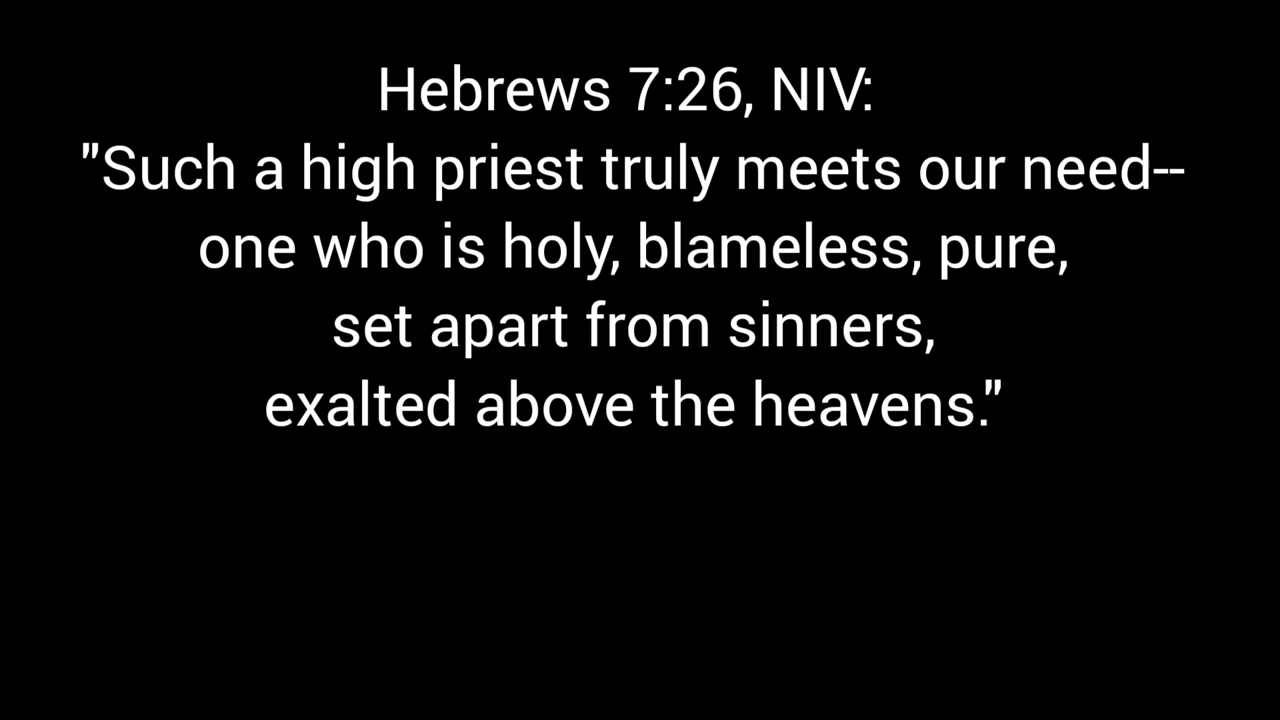 Hebrews 7:26, NIV:
"Such a high priest truly meets our need--
one who is holy, blameless, pure,
set apart from sinners,
exalted above the heavens."